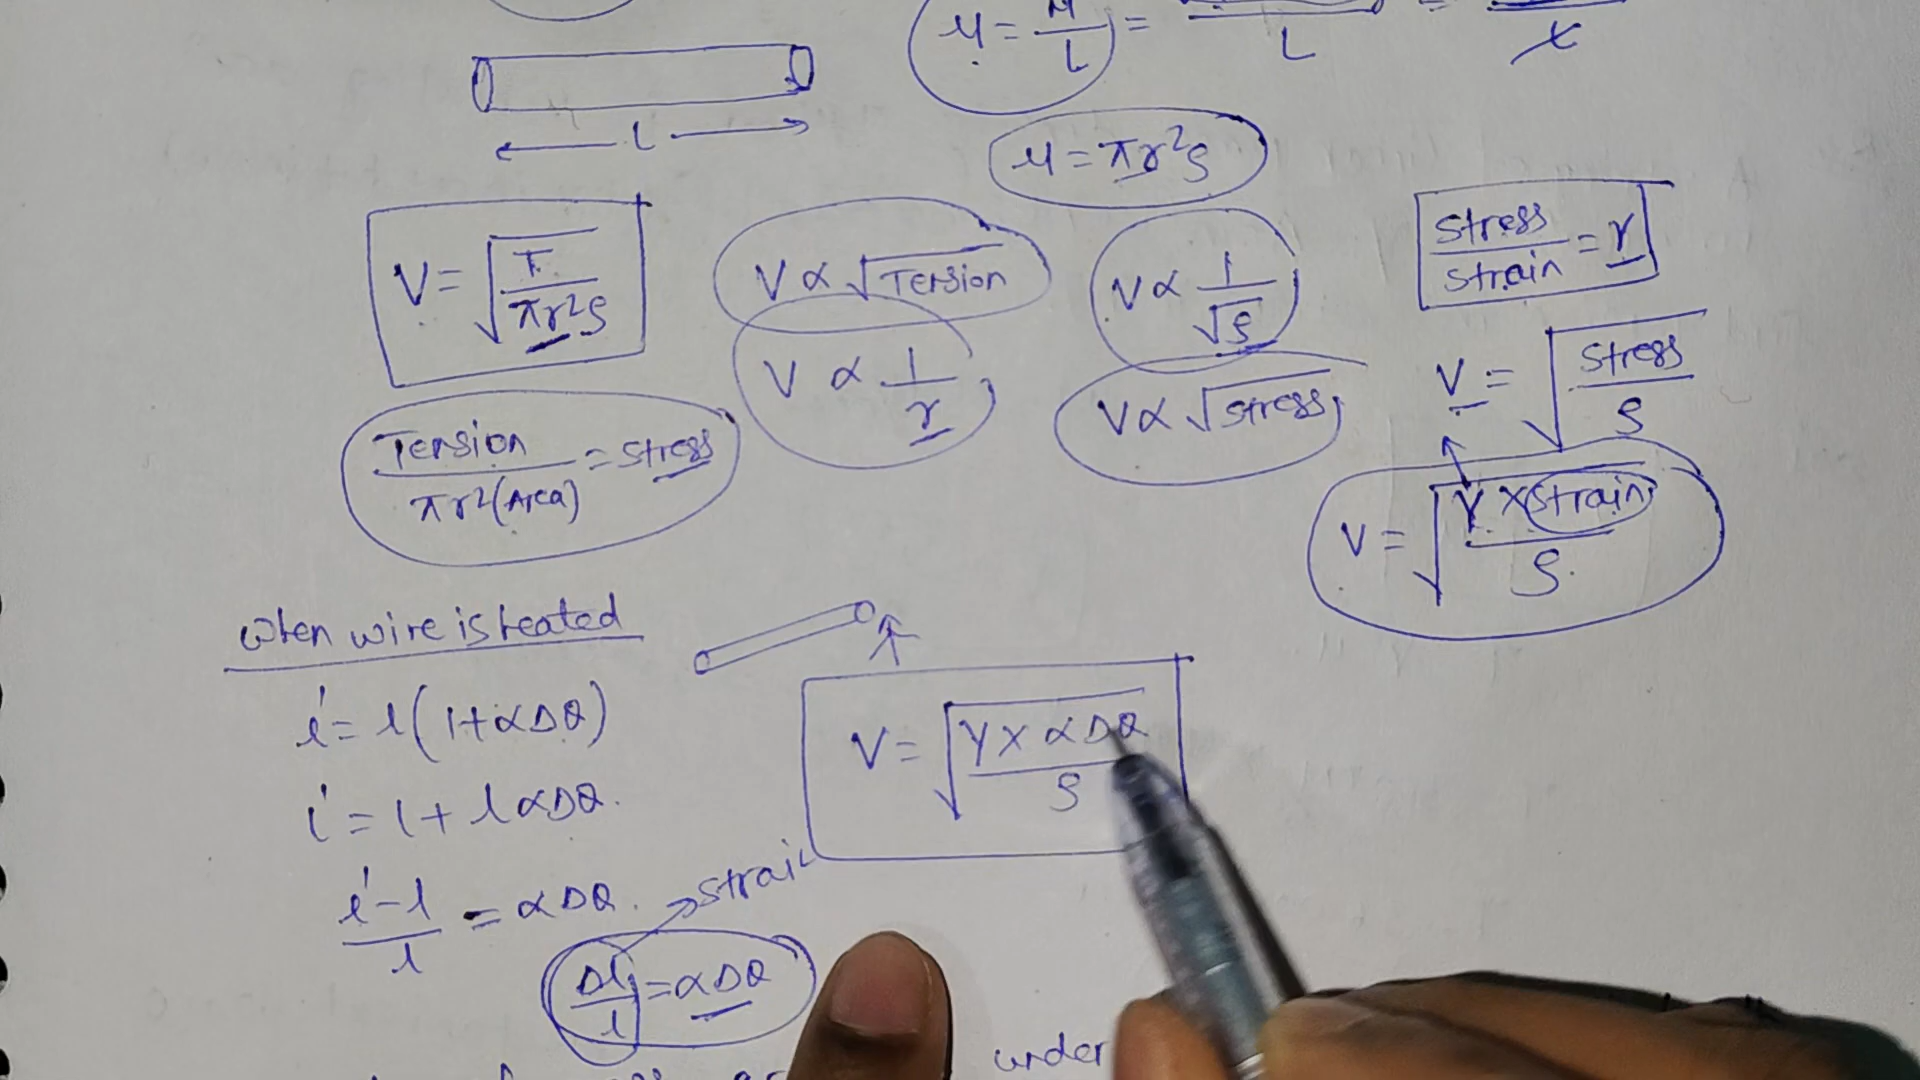 μ = M/L = /L = /L
L
μ = πr²ρ
V = √(T/πr²ρ)
V ∝ √Tension
V ∝ 1/√ρ
Stress/Strain = Y
V ∝ 1/r
V ∝ √stress
V = √(Stress/ρ)
Tension/πr²(Area) = stress
V = √(Y × Strain/ρ)
when wire is heated
l' = l(1+αΔθ)
V = √(Y × αΔθ/ρ)
l' = l + lαΔθ.
l'-l/l = αΔθ. → strai
Δl/l = αΔθ
under